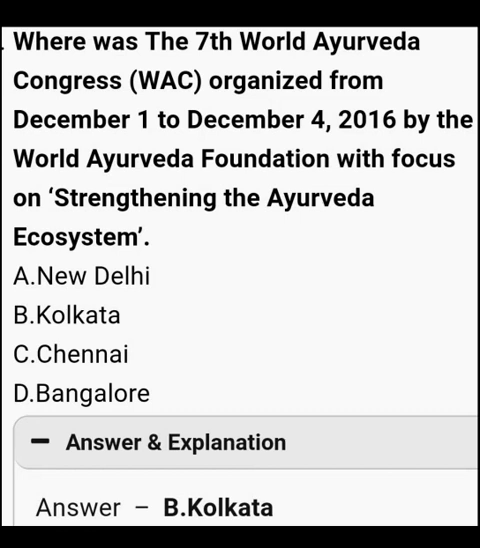 Where was The 7th World Ayurveda
Congress (WAC) organized from
December 1 to December 4, 2016 by the
World Ayurveda Foundation with focus
on ‘Strengthening the Ayurveda
Ecosystem’.
A.New Delhi
B.Kolkata
C.Chennai
D.Bangalore
Answer & Explanation
Answer – B.Kolkata